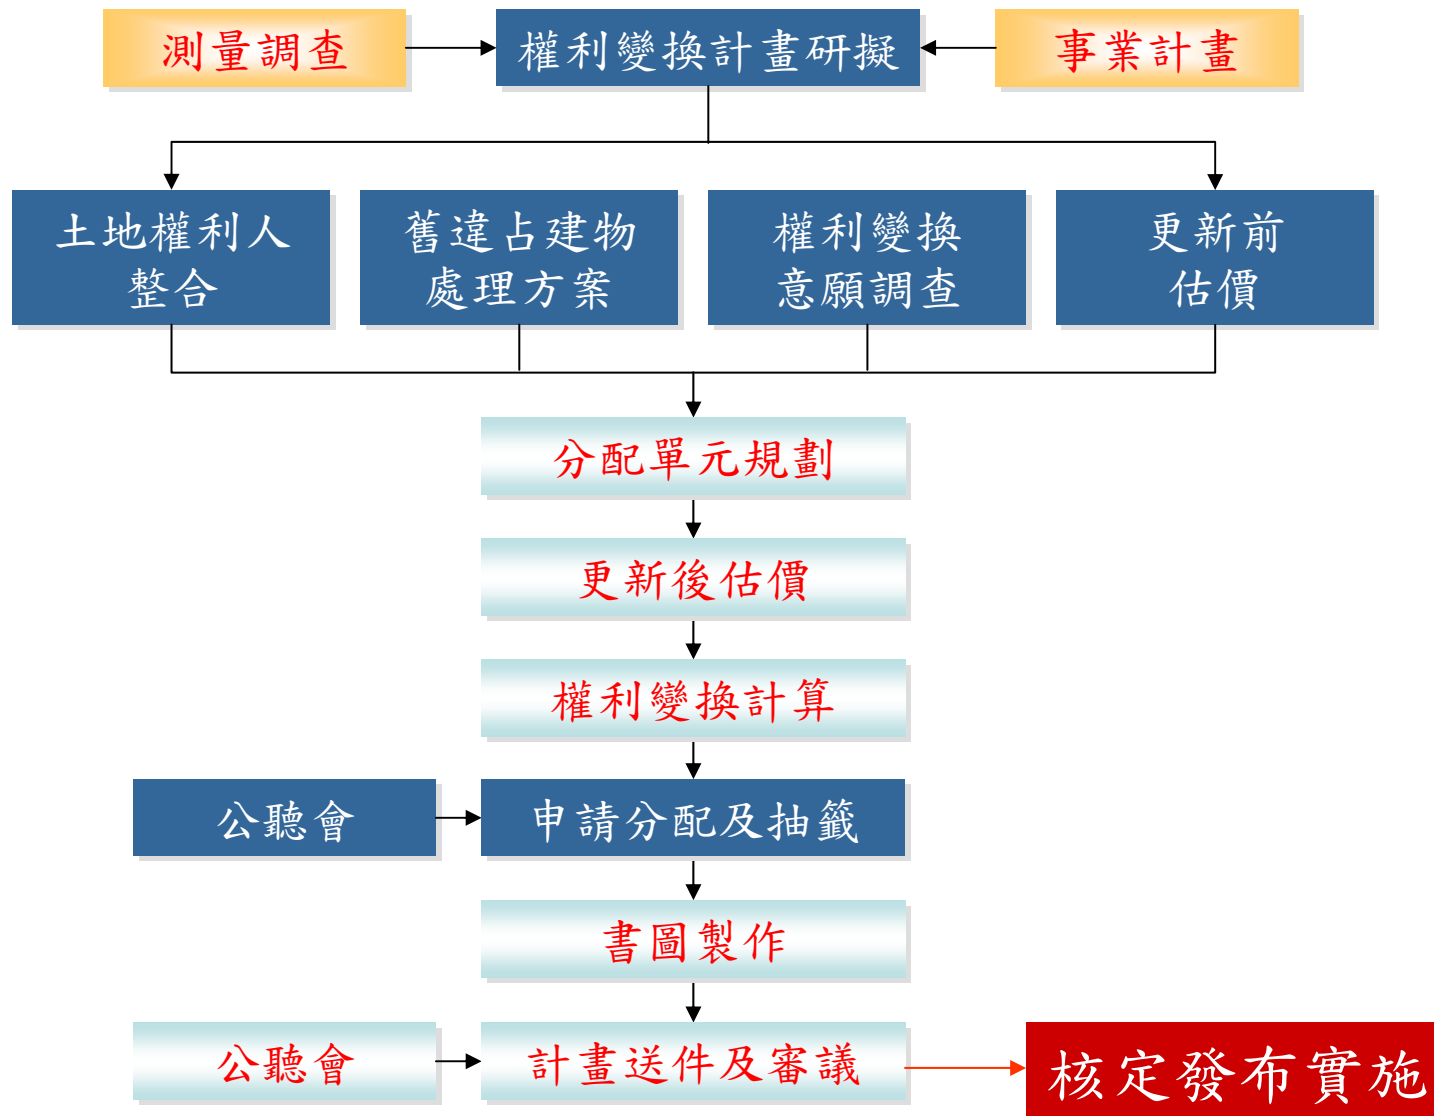 測量調查
權利變換計畫研擬
事業計畫
土地權利人
整合
舊違占建物
處理方案
權利變換
意願調查
更新前
估價
分配單元規劃
更新後估價
權利變換計算
公聽會
申請分配及抽籤
書圖製作
公聽會
計畫送件及審議
核定發布實施